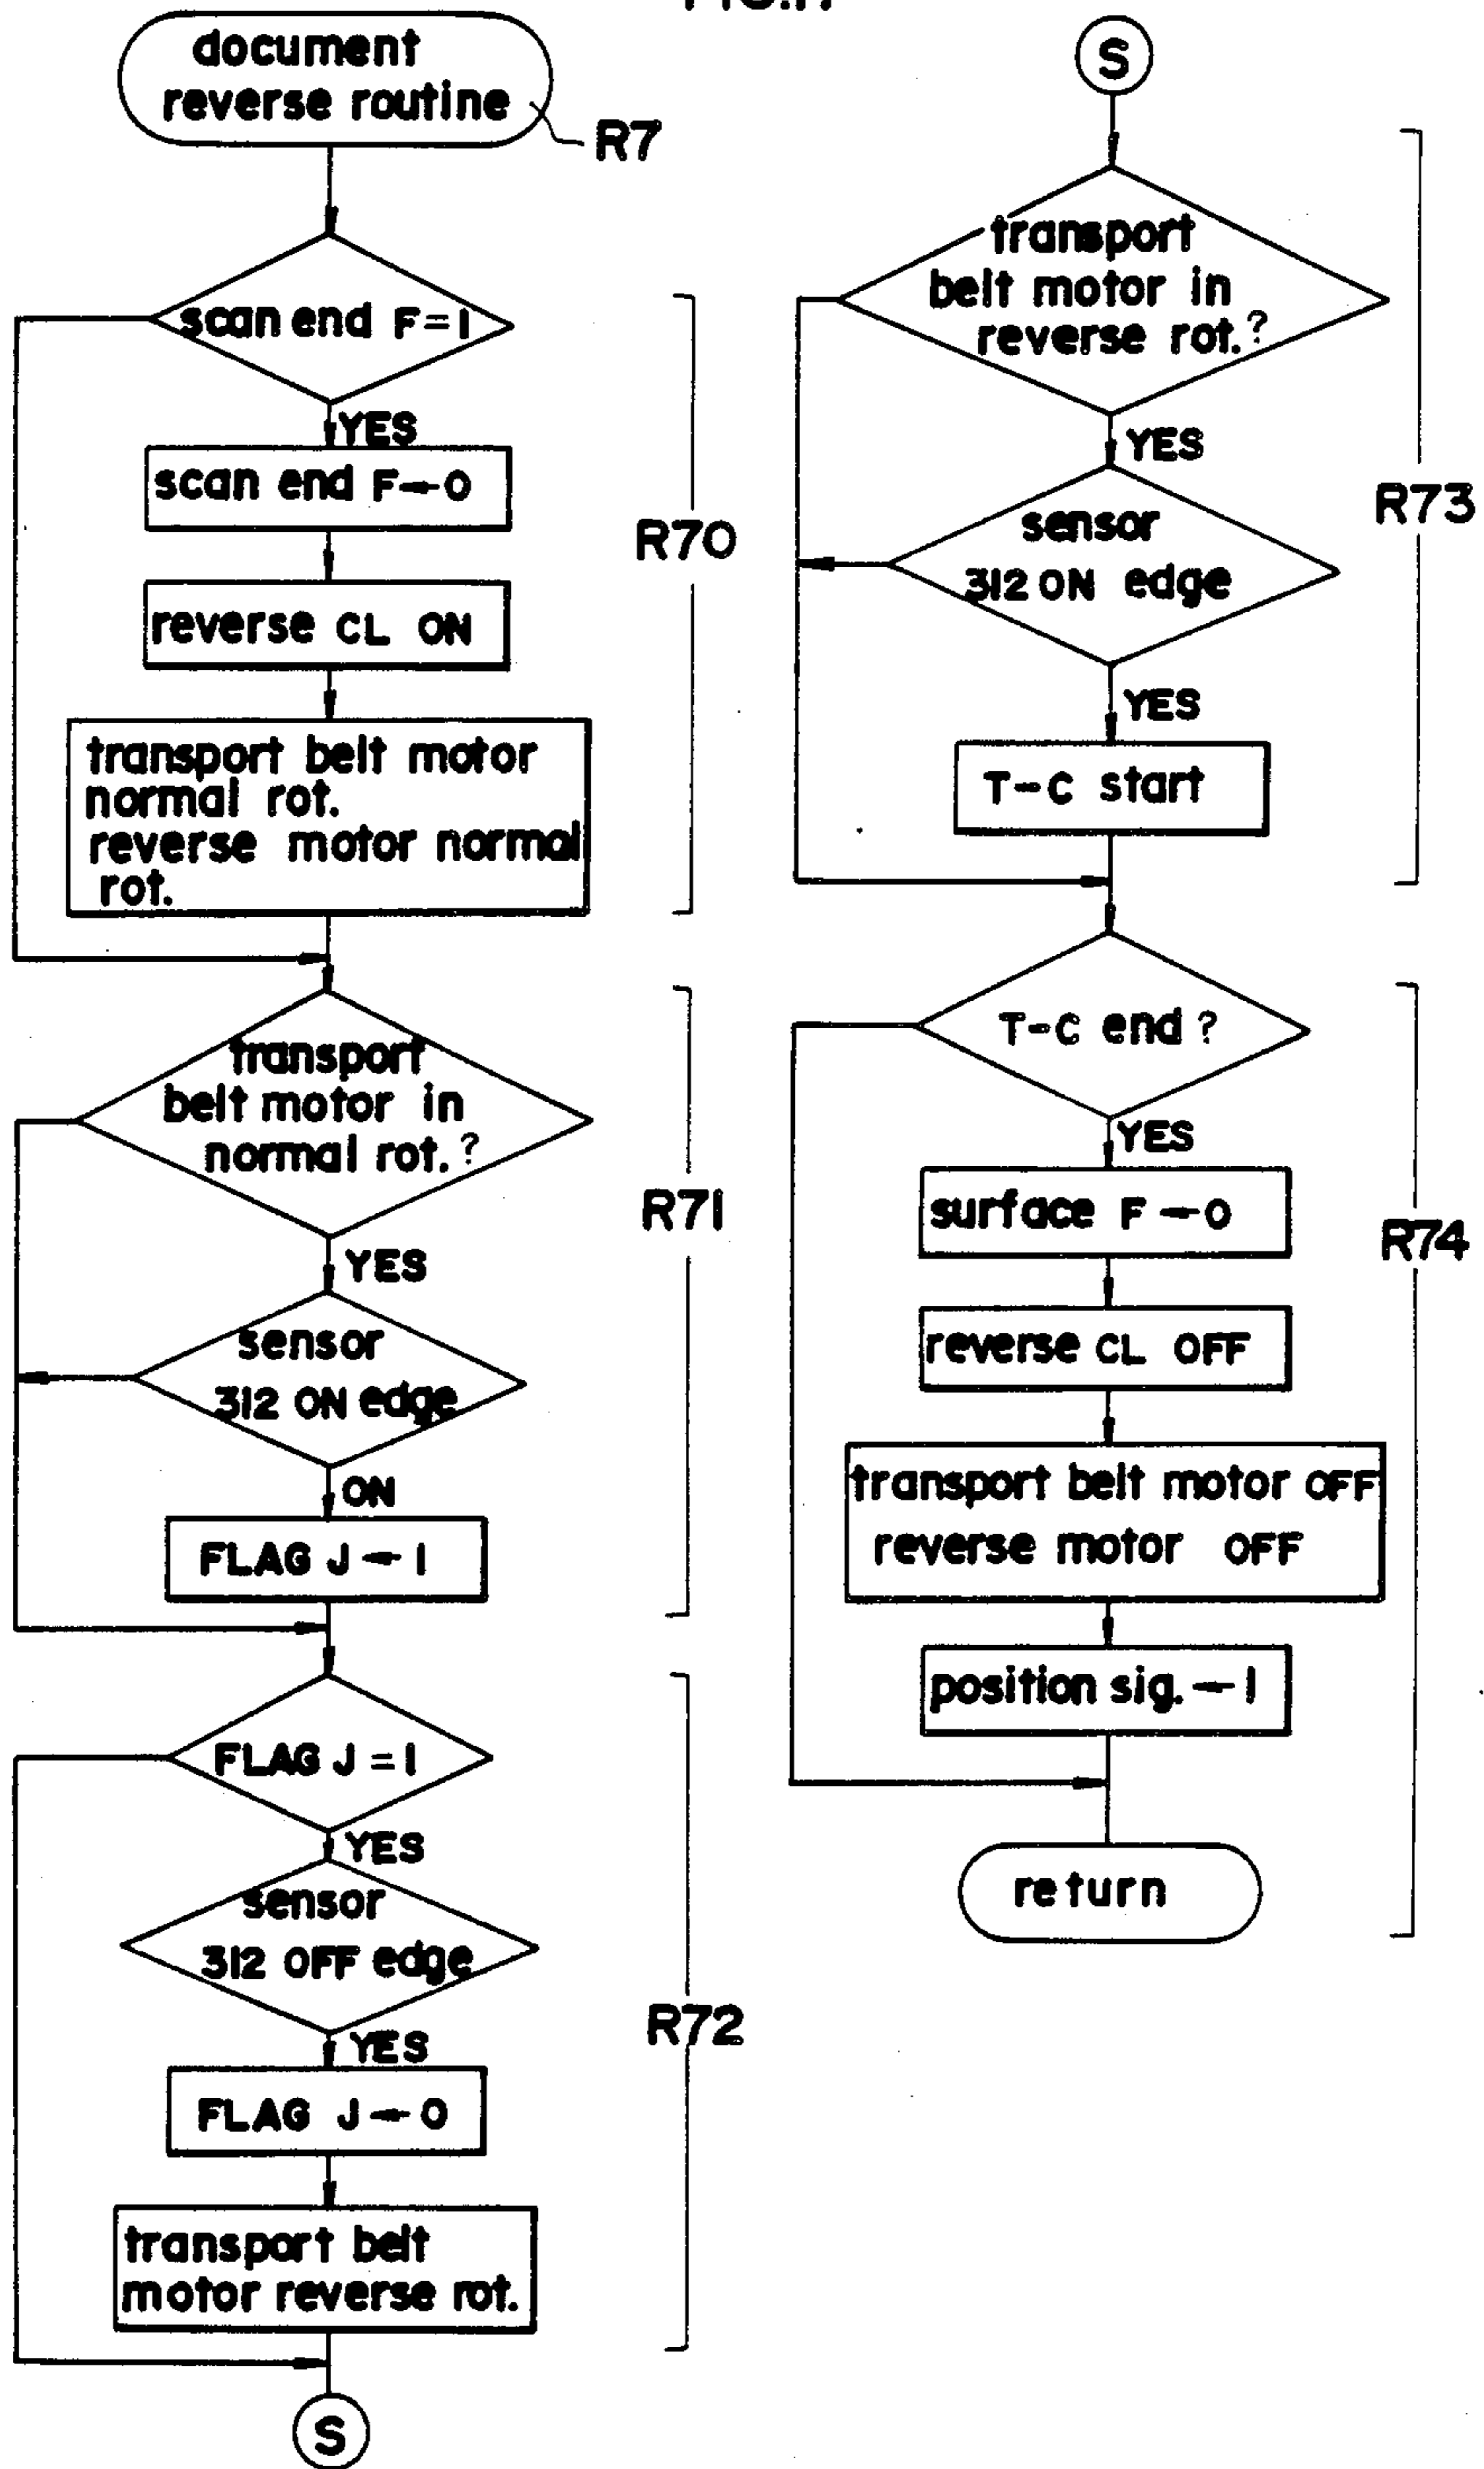 document
reverse routine
R7
scan end F=1
YES
scan end F←0
reverse CL ON
transport belt motor
normal rot.
reverse motor normal
rot.
R70
transport
belt motor in
normal rot.?
YES
sensor
312 ON edge
ON
FLAG J←1
R71
FLAG J=1
YES
sensor
312 OFF edge
YES
FLAG J←0
transport belt
motor reverse rot.
R72
S
S
transport
belt motor in
reverse rot.?
YES
sensor
312 ON edge
YES
T-C start
R73
T-C end?
YES
surface F←0
reverse CL OFF
transport belt motor OFF
reverse motor OFF
position sig.←1
return
R74